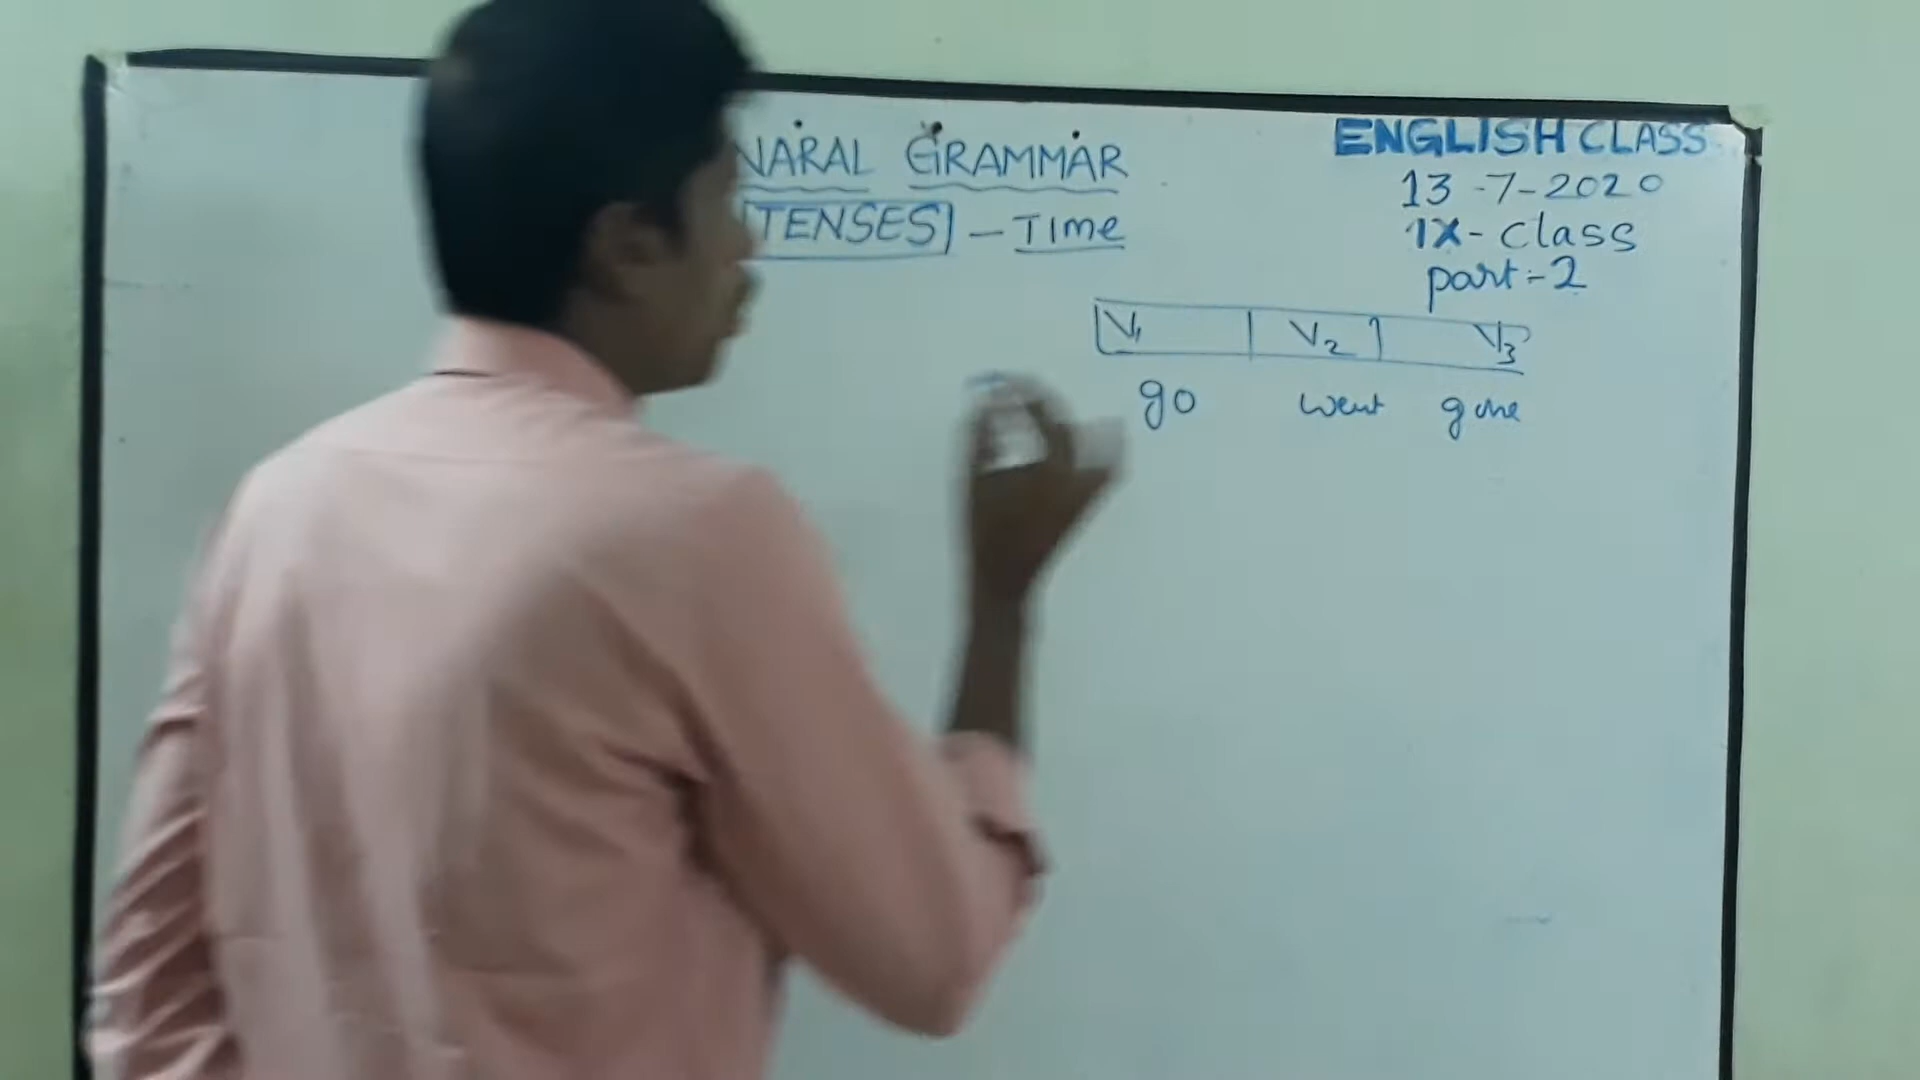 NARAL GRAMMAR
TENSES - TIme
ENGLISH CLASS
13-7-2020
IX- Class
part:-2
V1 V2 V3
go went gone